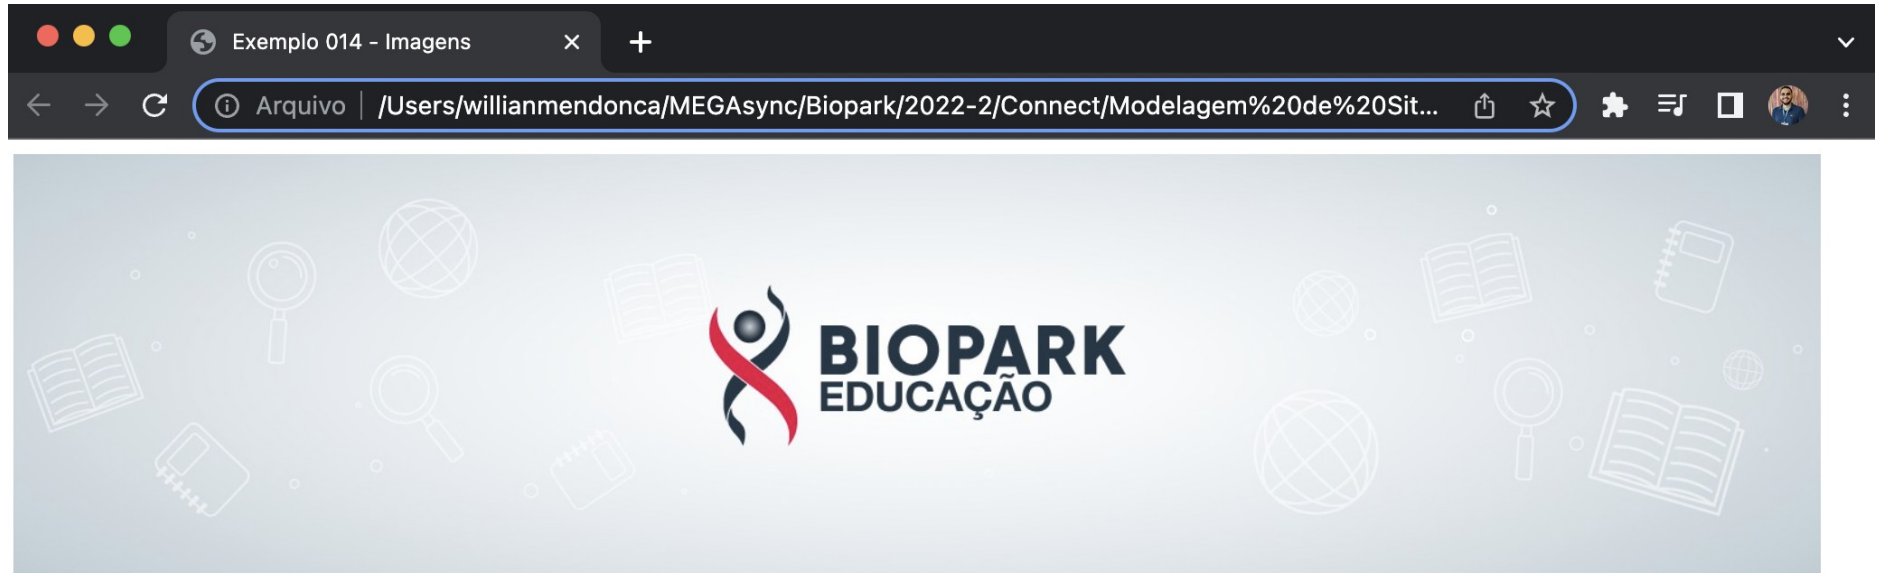 Exemplo 014 - Imagens
Arquivo | /Users/willianmendonca/MEGAsync/Biopark/2022-2/Connect/Modelagem%20de%20Sit...
BIOPARK
EDUCAÇÃO